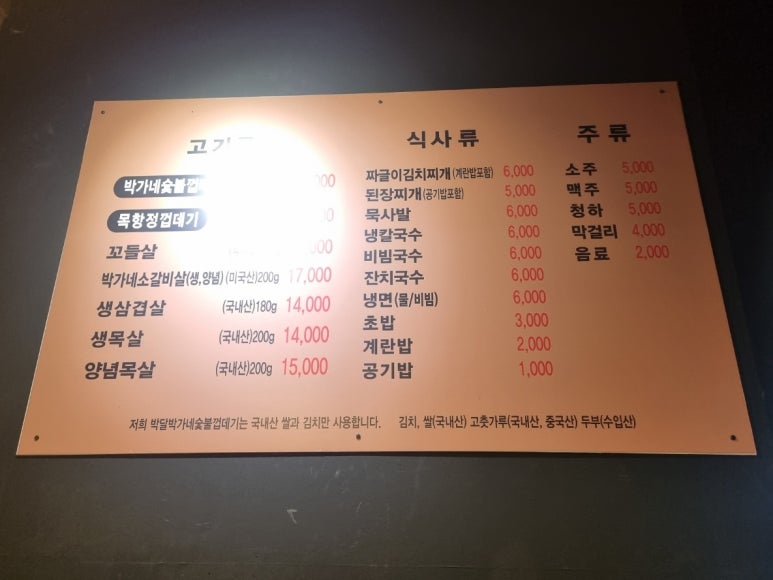 고기
박가네숯불껍
목항정껍데기
꼬들살
박가네소갈비살(생,양념) (미국산)200g 17,000
생삼겹살 (국내산)180g 14,000
생목살 (국내산)200g 14,000
양념목살 (국내산)200g 15,000
식사류
짜글이김치찌개 (계란밥포함) 6,000
된장찌개 (공기밥포함) 5,000
묵사발 6,000
냉칼국수 6,000
비빔국수 6,000
잔치국수 6,000
냉면 (물/비빔) 6,000
초밥 3,000
계란밥 2,000
공기밥 1,000
주류
소주 5,000
맥주 5,000
청하 5,000
막걸리 4,000
음료 2,000
저희 박달박가네숯불껍데기는 국내산 쌀과 김치만 사용합니다. 김치, 쌀(국내산) 고춧가루(국내산, 중국산) 두부(수입산)